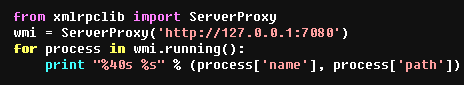 from xmlrpclib import ServerProxy
wmi = ServerProxy('http://127.0.0.1:7080')
for process in wmi.running():
    print "%40s %s" % (process['name'], process['path'])